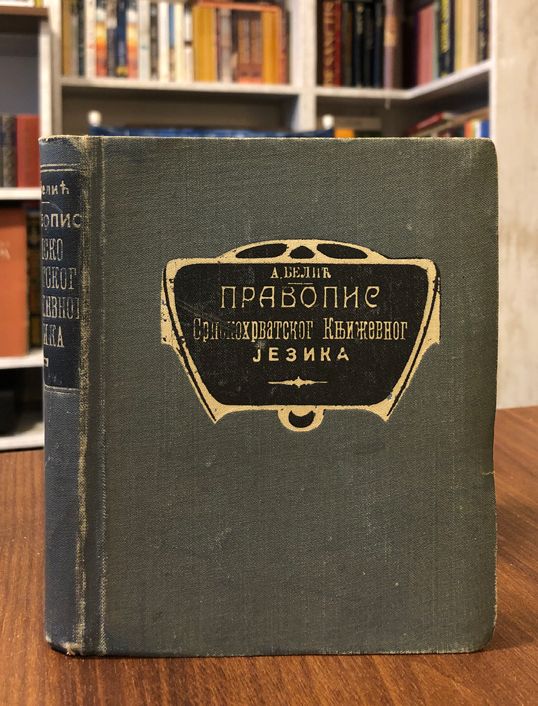 А. БЕЛИЋ
ПРАВОПИС
Српскохрватског Књижевног
ЈЕЗИКА